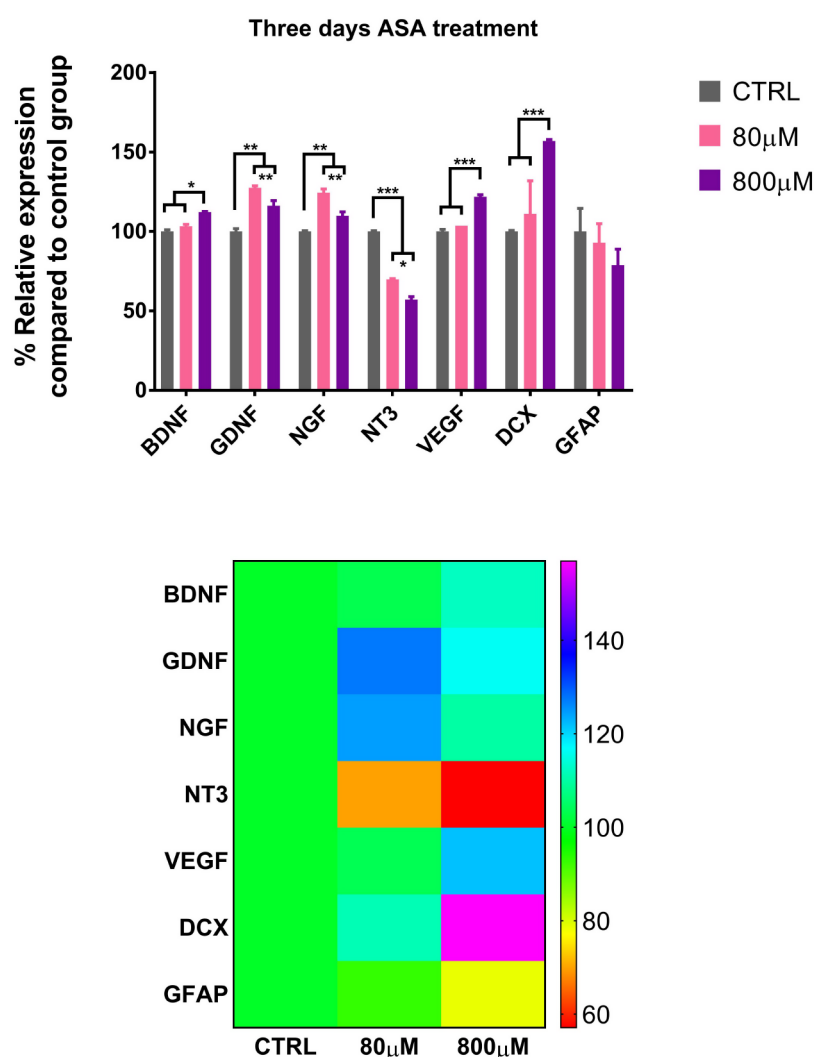 Three days ASA treatment
% Relative expression
compared to control group
200
150
100
50
0
* ** ** ** ** *** * *** ***
BDNF GDNF NGF NT3 VEGF DCX GFAP
CTRL
80μM
800μM
BDNF
GDNF
NGF
NT3
VEGF
DCX
GFAP
140
120
100
80
60
CTRL 80μM 800μM